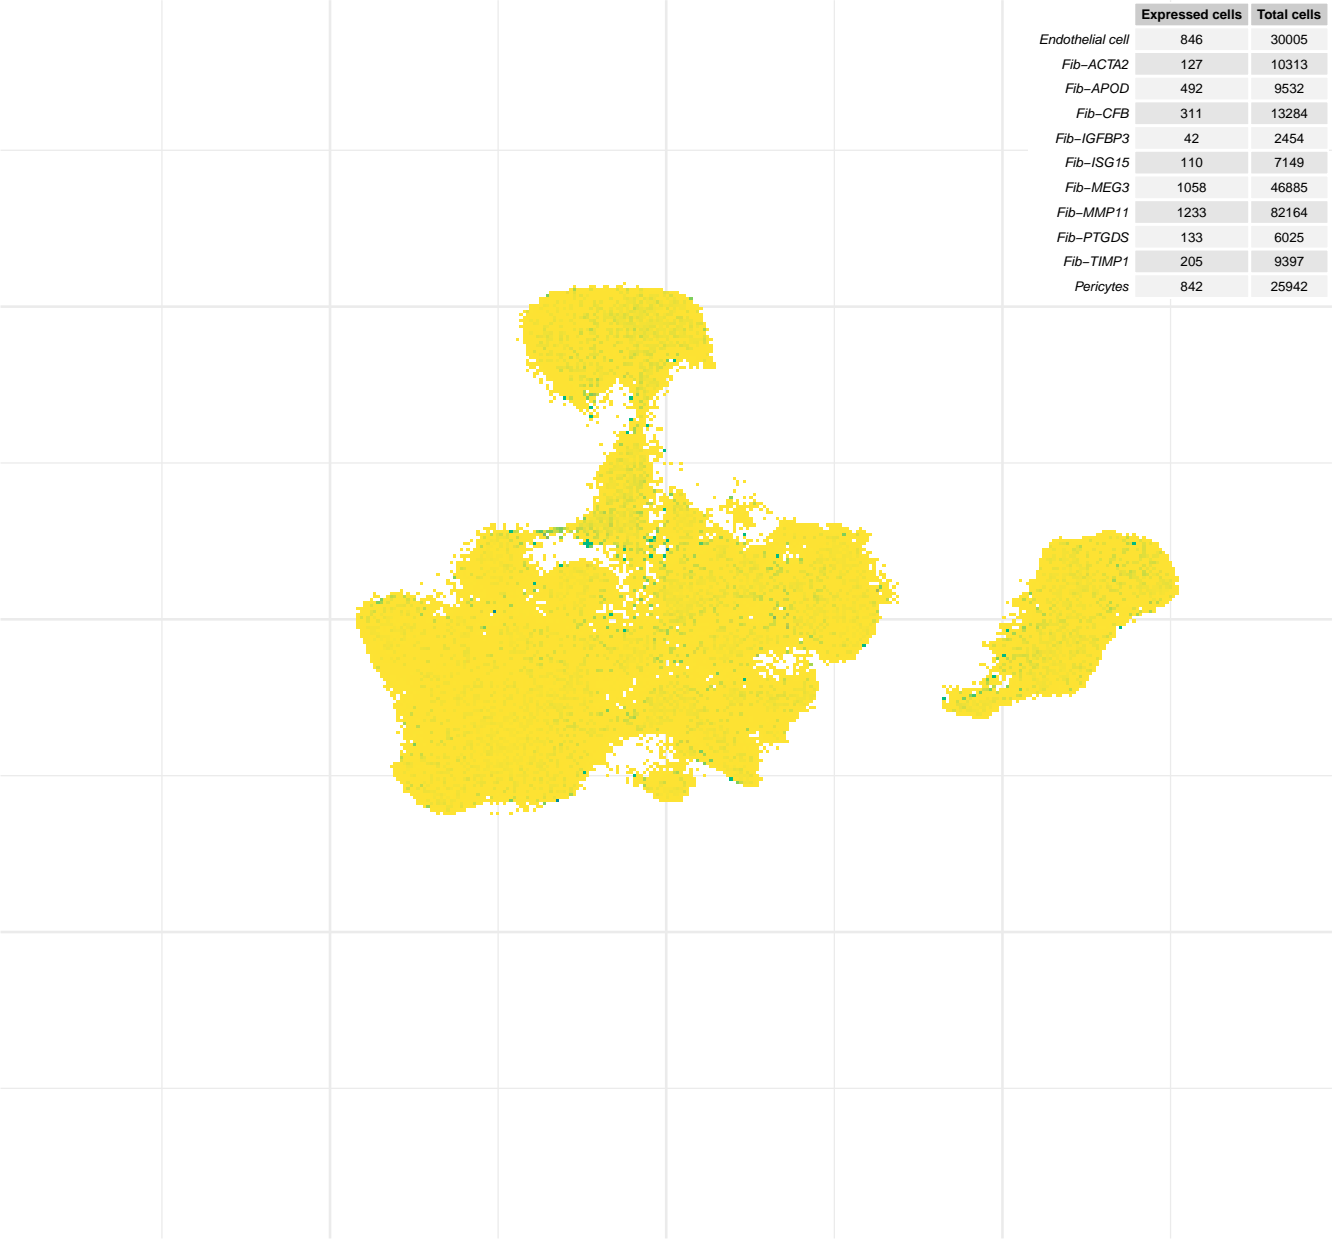 Expressed cells Total cells
Endothelial cell 846 30005
Fib−ACTA2 127 10313
Fib−APOD 492 9532
Fib−CFB 311 13284
Fib−IGFBP3 42 2454
Fib−ISG15 110 7149
Fib−MEG3 1058 46885
Fib−MMP11 1233 82164
Fib−PTGDS 133 6025
Fib−TIMP1 205 9397
Pericytes 842 25942